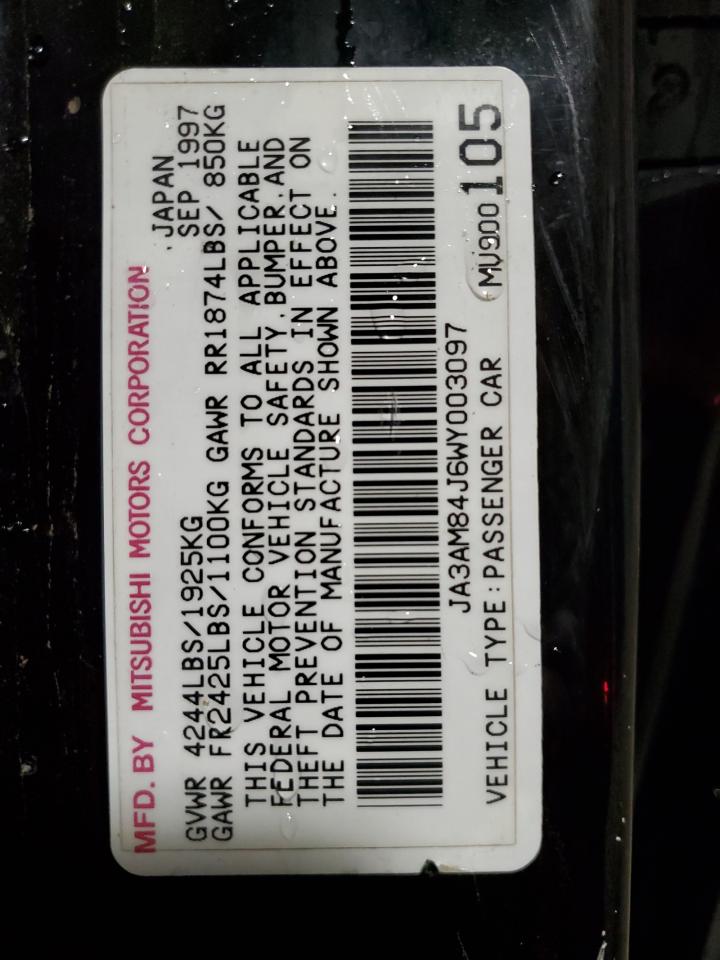 MFD. BY MITSUBISHI MOTORS CORPORATION JAPAN
GVWR 4244LBS/1925KG SEP 1997
GAWR FR2425LBS/1100KG GAWR RR1874LBS/ 850KG
THIS VEHICLE CONFORMS TO ALL APPLICABLE
FEDERAL MOTOR VEHICLE SAFETY,BUMPER,AND
THEFT PREVENTION STANDARDS IN EFFECT ON
THE DATE OF MANUFACTURE SHOWN ABOVE.
JA3AM84J6WY003097
VEHICLE TYPE:PASSENGER CAR MU900105